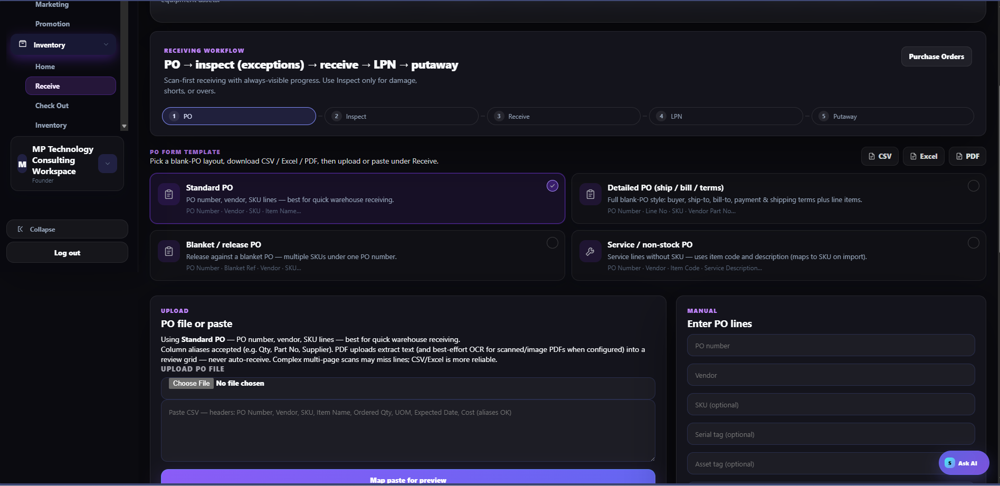 Marketing
Promotion
Inventory
Home
Receive
Check Out
Inventory
M
MP Technology
Consulting
Workspace
Founder
Collapse
Log out
equipment assets.
RECEIVING WORKFLOW
PO → inspect (exceptions) → receive → LPN → putaway
Scan-first receiving with always-visible progress. Use Inspect only for damage,
shorts, or overs.
Purchase Orders
1 PO
2 Inspect
3 Receive
4 LPN
5 Putaway
PO FORM TEMPLATE
Pick a blank-PO layout, download CSV / Excel / PDF, then upload or paste under Receive.
CSV
Excel
PDF
Standard PO
PO number, vendor, SKU lines — best for quick warehouse receiving.
PO Number · Vendor · SKU · Item Name...
Detailed PO (ship / bill / terms)
Full blank-PO style: buyer, ship-to, bill-to, payment & shipping terms plus line items.
PO Number · Line No · SKU · Vendor Part No...
Blanket / release PO
Release against a blanket PO — multiple SKUs under one PO number.
PO Number · Blanket Ref · Vendor · SKU...
Service / non-stock PO
Service lines without SKU — uses item code and description (maps to SKU on import).
PO Number · Vendor · Item Code · Service Description...
UPLOAD
PO file or paste
Using Standard PO — PO number, vendor, SKU lines — best for quick warehouse receiving.
Column aliases accepted (e.g. Qty, Part No, Supplier). PDF uploads extract text (and best-effort OCR for scanned/image PDFs when configured) into a
review grid — never auto-receive. Complex multi-page scans may miss lines; CSV/Excel is more reliable.
UPLOAD PO FILE
Choose File No file chosen
Paste CSV — headers: PO Number, Vendor, SKU, Item Name, Ordered Qty, UOM, Expected Date, Cost (aliases OK)
Map paste for preview
MANUAL
Enter PO lines
PO number
Vendor
SKU (optional)
Serial tag (optional)
Asset tag (optional)
S Ask AI